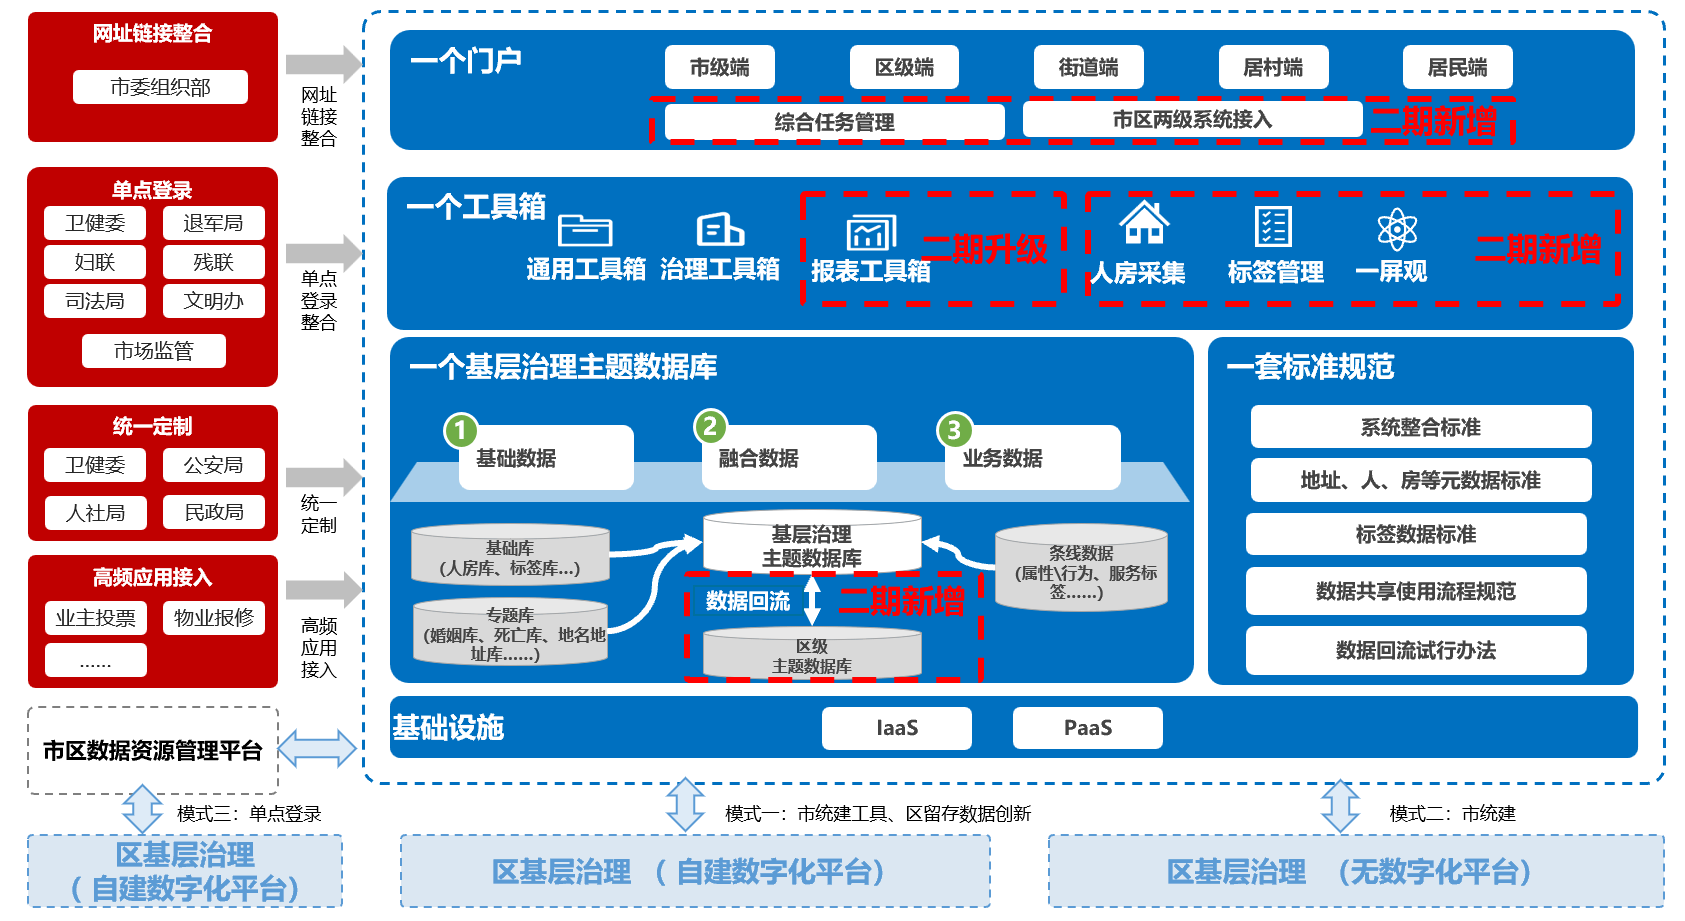 网址链接整合
市委组织部
网址
链接
整合
单点登录
卫健委
退军局
妇联
残联
司法局
文明办
市场监管
单点
登录
整合
统一定制
卫健委
公安局
人社局
民政局
统一
定制
高频应用接入
业主投票
物业报修
......
高频
应用
接入
一个门户
市级端
区级端
街道端
居村端
居民端
综合任务管理
市区两级系统接入
二期新增
一个工具箱
通用工具箱
治理工具箱
报表工具箱
二期升级
人房采集
标签管理
一屏观
二期新增
一个基层治理主题数据库
1
基础数据
2
融合数据
3
业务数据
基础库
(人房库、标签库...)
专题库
(婚姻库、死亡库、地名地
址库......)
基层治理
主题数据库
数据回流
二期新增
区级
主题数据库
条线数据
(属性\行为、服务标
签......)
一套标准规范
系统整合标准
地址、人、房等元数据标准
标签数据标准
数据共享使用流程规范
数据回流试行办法
基础设施
IaaS
PaaS
市区数据资源管理平台
模式三：单点登录
模式一：市统建工具、区留存数据创新
模式二：市统建
区基层治理
（ 自建数字化平台）
区基层治理 （ 自建数字化平台）
区基层治理 （无数字化平台）